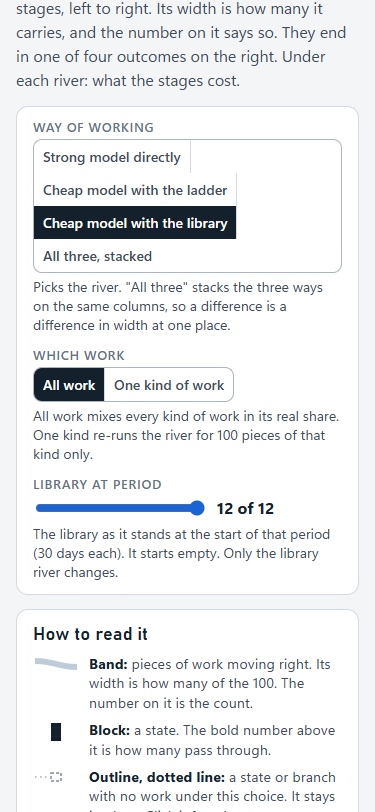 stages, left to right. Its width is how many it
carries, and the number on it says so. They end
in one of four outcomes on the right. Under
each river: what the stages cost.
WAY OF WORKING
Strong model directly
Cheap model with the ladder
Cheap model with the library
All three, stacked
Picks the river. "All three" stacks the three ways
on the same columns, so a difference is a
difference in width at one place.
WHICH WORK
All work One kind of work
All work mixes every kind of work in its real share.
One kind re-runs the river for 100 pieces of that
kind only.
LIBRARY AT PERIOD
12 of 12
The library as it stands at the start of that period
(30 days each). It starts empty. Only the library
river changes.
How to read it
Band: pieces of work moving right. Its
width is how many of the 100. The
number on it is the count.
Block: a state. The bold number above
it is how many pass through.
Outline, dotted line: a state or branch
with no work under this choice. It stays